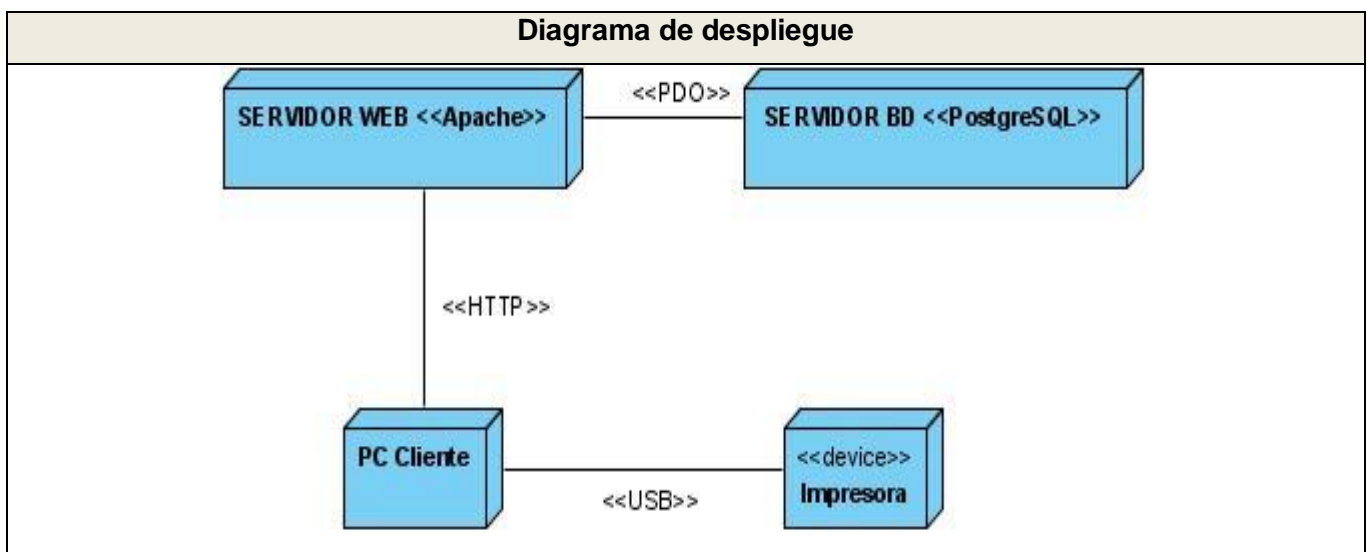 Diagrama de despliegue
<<PDO>>
SERVIDOR WEB <<Apache>>
SERVIDOR BD <<PostgreSQL>>
<<HTTP>>
PC Cliente
<<device>>
Impresora
<<USB>>